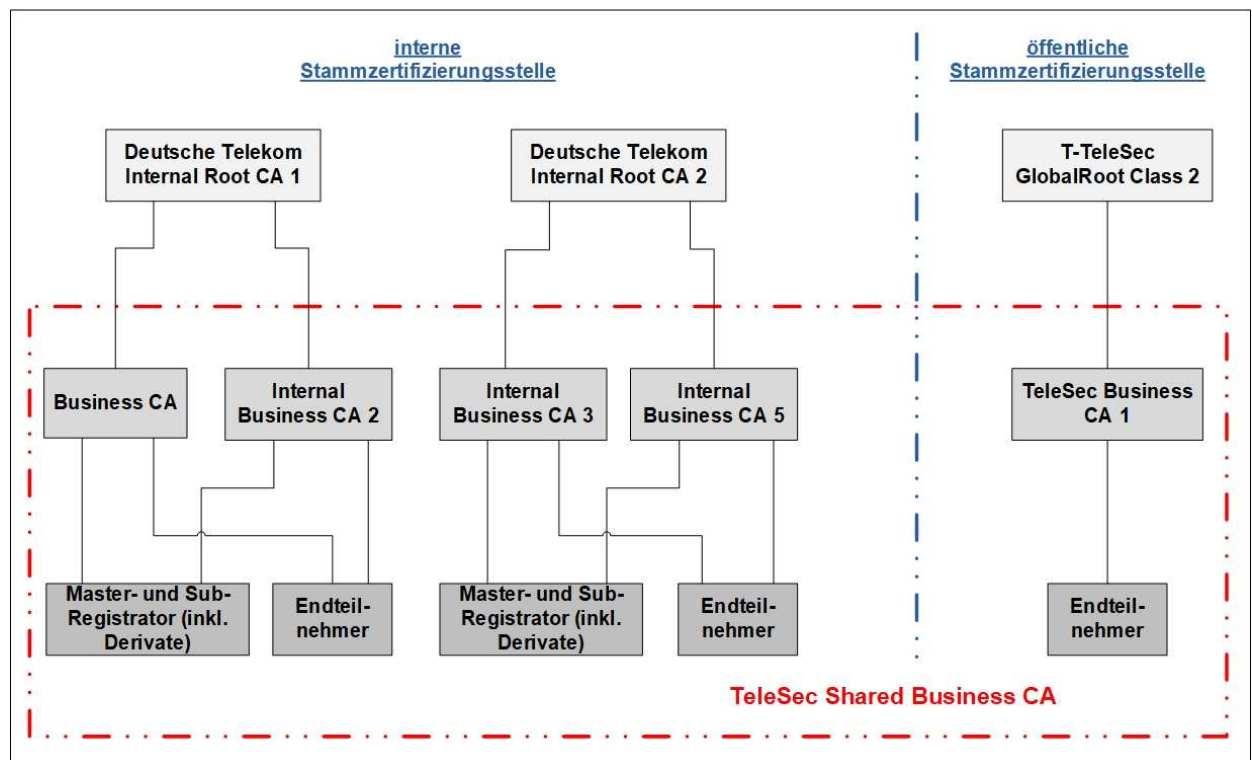 interne
Stammzertifizierungsstelle
öffentliche
Stammzertifizierungsstelle
Deutsche Telekom
Internal Root CA 1
Deutsche Telekom
Internal Root CA 2
T-TeleSec
GlobalRoot Class 2
Business CA
Internal
Business CA 2
Internal
Business CA 3
Internal
Business CA 5
TeleSec Business
CA 1
Master- und Sub-
Registrator (inkl.
Derivate)
Endteil-
nehmer
Master- und Sub-
Registrator (inkl.
Derivate)
Endteil-
nehmer
Endteil-
nehmer
TeleSec Shared Business CA